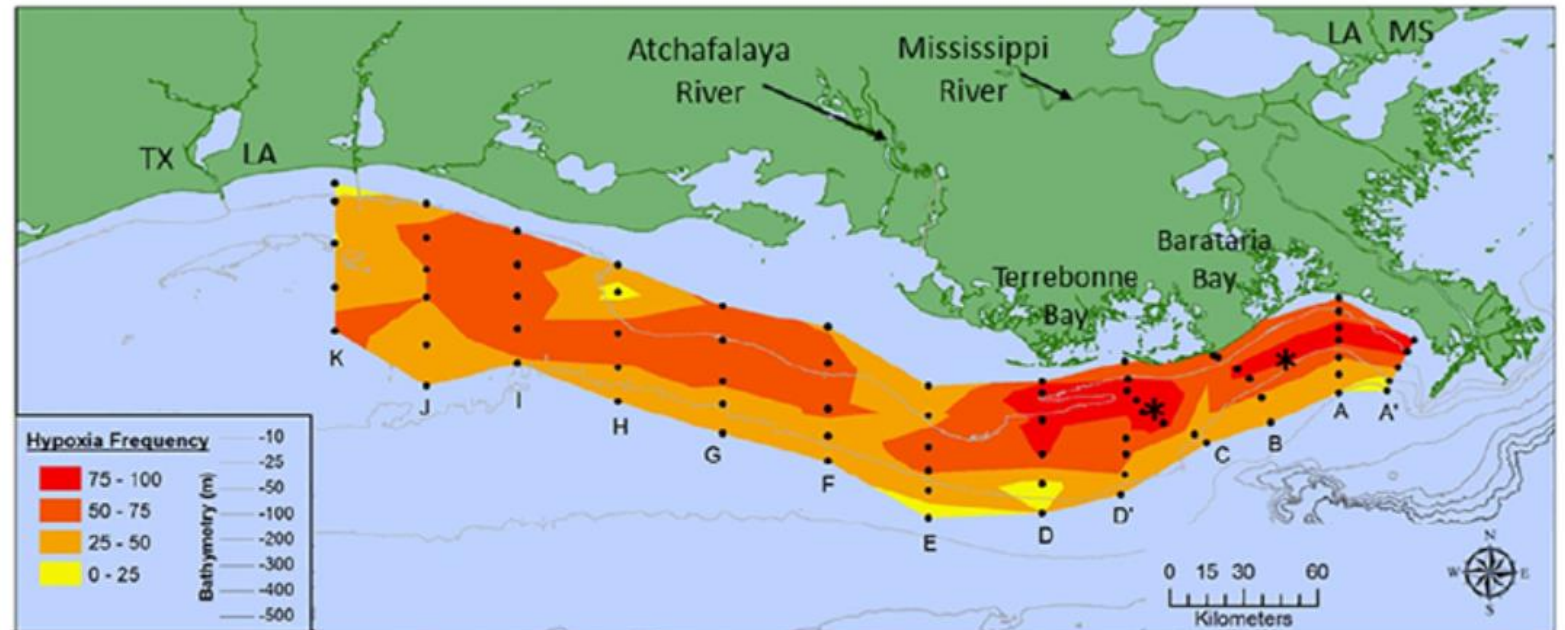 LA MS
Atchafalaya
River
Mississippi
River
TX
LA
Barataria
Bay
Terrebonne
Bay
K
J
I
H
G
F
E
D
D'
C
B
A
A'
Hypoxia Frequency
75 - 100
50 - 75
25 - 50
0 - 25
Bathymetry (m)
-10
-25
-50
-100
-200
-300
-400
-500
0 15 30 60
Kilometers
N
W E
S